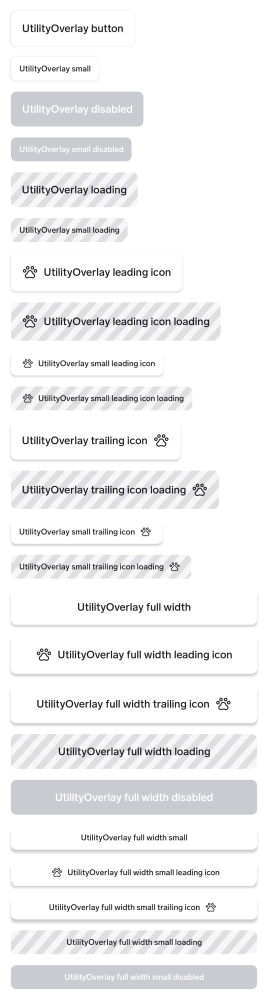 UtilityOverlay button
UtilityOverlay small
UtilityOverlay disabled
UtilityOverlay small disabled
UtilityOverlay loading
UtilityOverlay small loading
UtilityOverlay leading icon
UtilityOverlay leading icon loading
UtilityOverlay small leading icon
UtilityOverlay small leading icon loading
UtilityOverlay trailing icon
UtilityOverlay trailing icon loading
UtilityOverlay small trailing icon
UtilityOverlay small trailing icon loading
UtilityOverlay full width
UtilityOverlay full width leading icon
UtilityOverlay full width trailing icon
UtilityOverlay full width loading
UtilityOverlay full width disabled
UtilityOverlay full width small
UtilityOverlay full width small leading icon
UtilityOverlay full width small trailing icon
UtilityOverlay full width small loading
UtilityOverlay full width small disabled